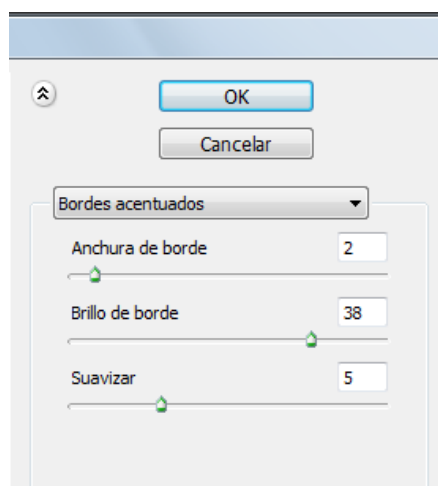 OK
Cancelar
Bordes acentuados
Anchura de borde 2
Brillo de borde 38
Suavizar 5